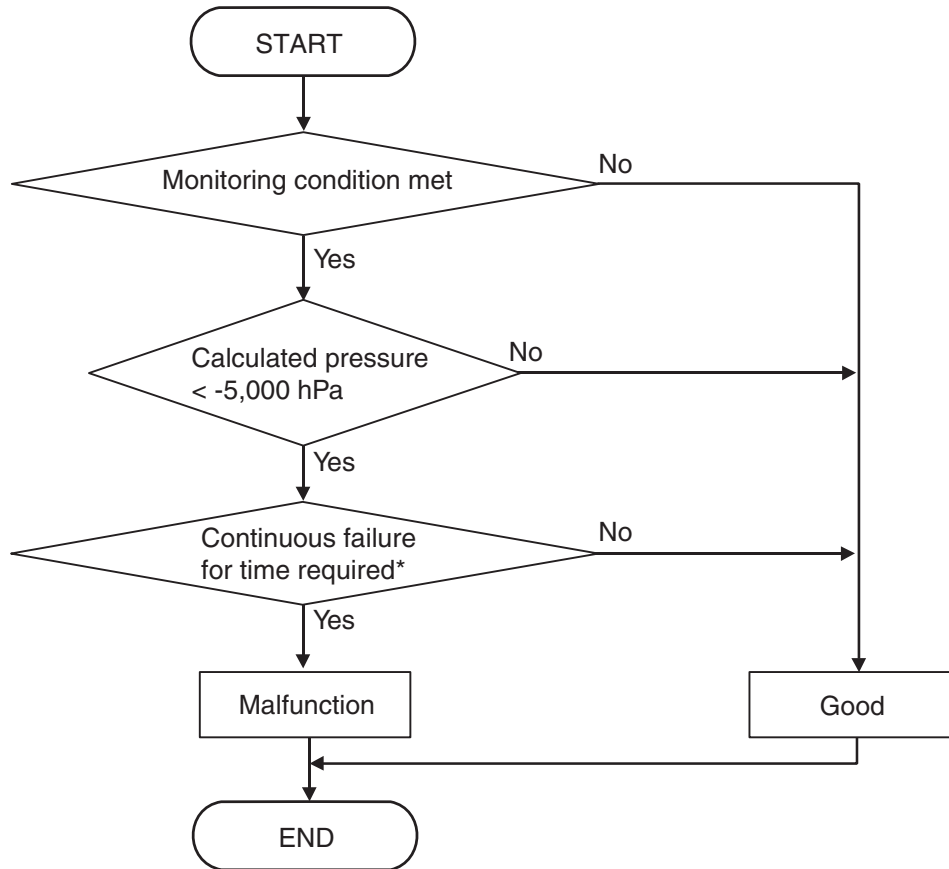 START
Monitoring condition met
No
Yes
Calculated pressure
< -5,000 hPa
No
Yes
Continuous failure
for time required*
No
Yes
Malfunction
Good
END